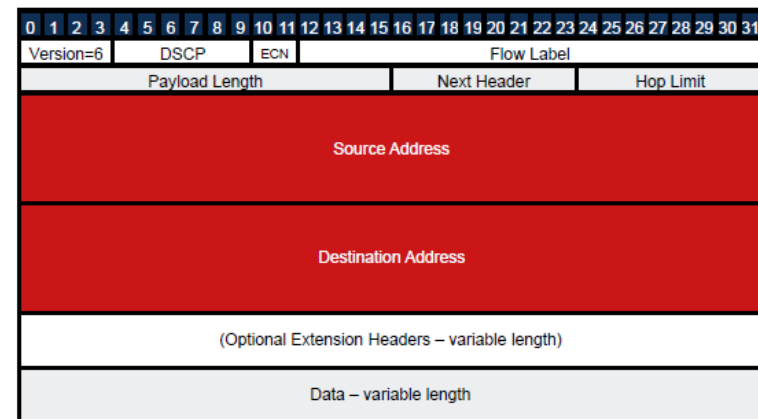 0 1 2 3 4 5 6 7 8 9 10 11 12 13 14 15 16 17 18 19 20 21 22 23 24 25 26 27 28 29 30 31
Version=6 DSCP ECN Flow Label
Payload Length Next Header Hop Limit
Source Address
Destination Address
(Optional Extension Headers – variable length)
Data – variable length